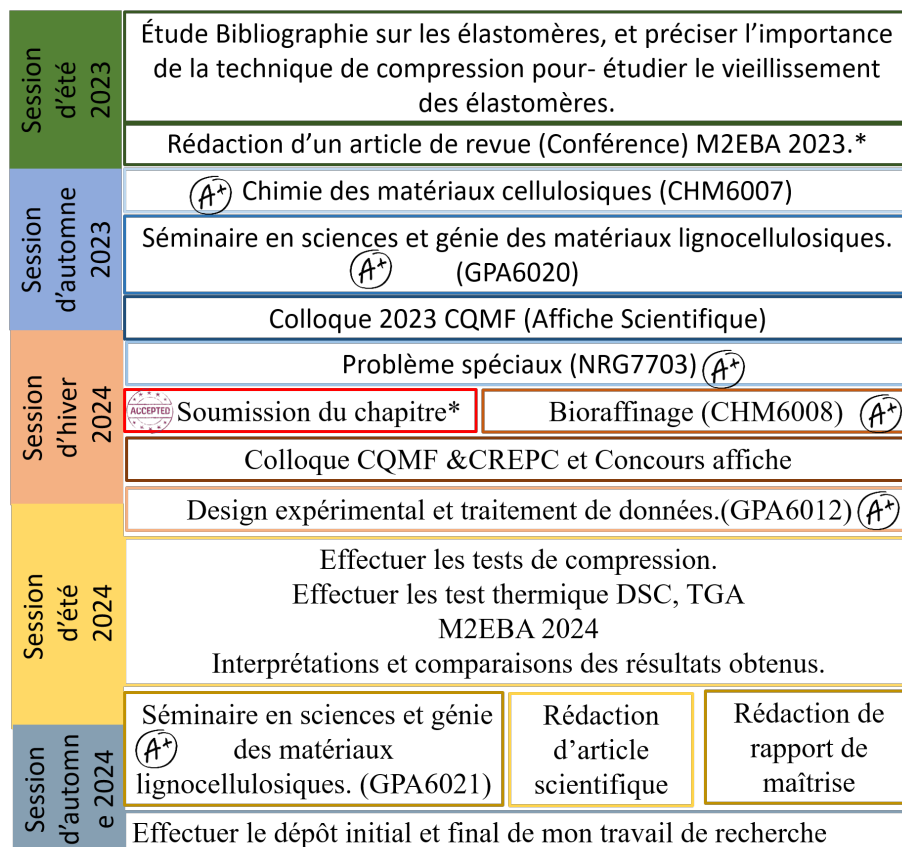 Session
d'été
2023
Étude Bibliographie sur les élastomères, et préciser l'importance
de la technique de compression pour- étudier le vieillissement
des élastomères.
Rédaction d'un article de revue (Conférence) M2EBA 2023.*
Session
d'automne
2023
A+ Chimie des matériaux cellulosiques (CHM6007)
Séminaire en sciences et génie des matériaux lignocellulosiques.
A+ (GPA6020)
Colloque 2023 CQMF (Affiche Scientifique)
Session
d'hiver
2024
Problème spéciaux (NRG7703) A+
ACCEPTED Soumission du chapitre*
Bioraffinage (CHM6008) A+
Colloque CQMF &CREPC et Concours affiche
Design expérimental et traitement de données.(GPA6012) A+
Session
d'été
2024
Effectuer les tests de compression.
Effectuer les test thermique DSC, TGA
M2EBA 2024
Interprétations et comparaisons des résultats obtenus.
Séminaire en sciences et génie
A+ des matériaux
lignocellulosiques. (GPA6021)
Rédaction
d'article
scientifique
Rédaction de
rapport de
maîtrise
Session
d'automn
e 2024
Effectuer le dépôt initial et final de mon travail de recherche